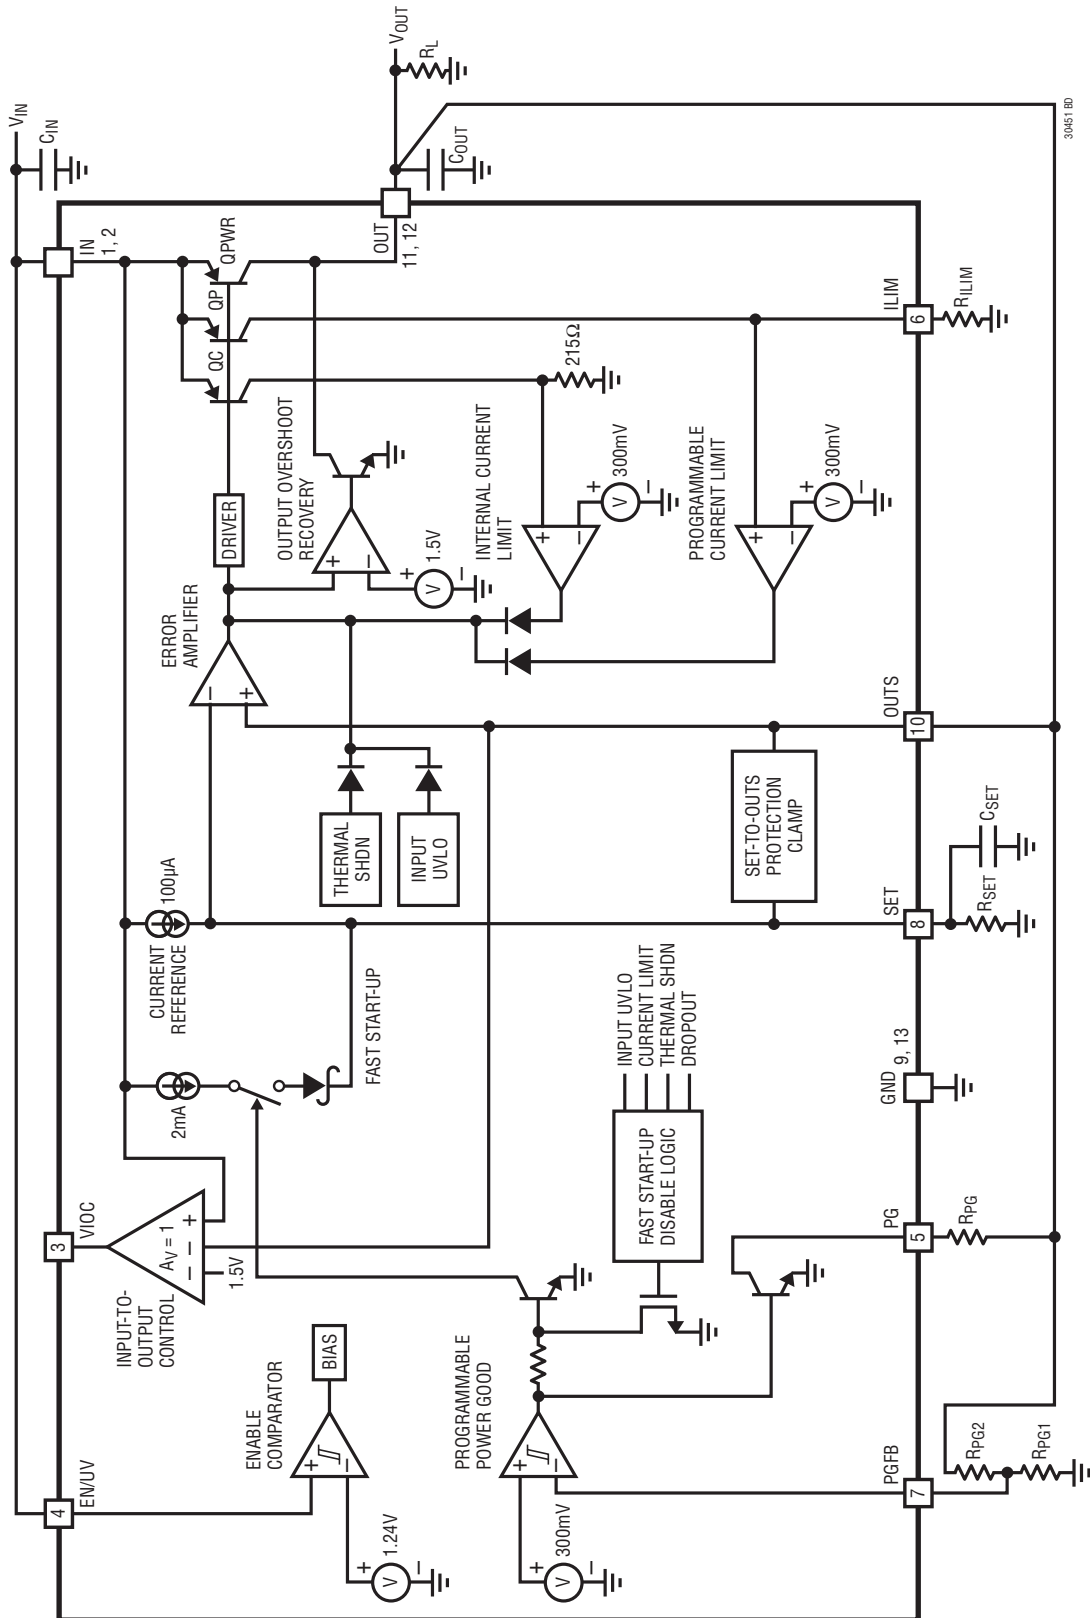 VIN
CIN
IN
1, 2
EN/UV
4
VIOC
3
INPUT-TO-
OUTPUT
CONTROL
AV = 1
+
–
–
1.5V
2mA
CURRENT
REFERENCE
100µA
FAST START-UP
ERROR
AMPLIFIER
–
+
DRIVER
QC
QP
QPWR
OUTPUT OVERSHOOT
RECOVERY
+
–
1.5V
+
V
–
OUT
11, 12
VOUT
RL
COUT
ENABLE
COMPARATOR
+
–
BIAS
1.24V
+
V
–
THERMAL
SHDN
INPUT
UVLO
INTERNAL CURRENT
LIMIT
+
–
215Ω
300mV
+
V
–
PROGRAMMABLE
POWER GOOD
+
–
300mV
+
V
–
INPUT UVLO
CURRENT LIMIT
THERMAL SHDN
DROPOUT
FAST START-UP
DISABLE LOGIC
SET-TO-OUTS
PROTECTION
CLAMP
PROGRAMMABLE
CURRENT LIMIT
+
–
300mV
+
V
–
PGFB
7
PG
5
GND
9, 13
SET
8
OUTS
10
ILIM
6
RPG2
RPG1
RPG
RSET
CSET
RILIM
30451 BD